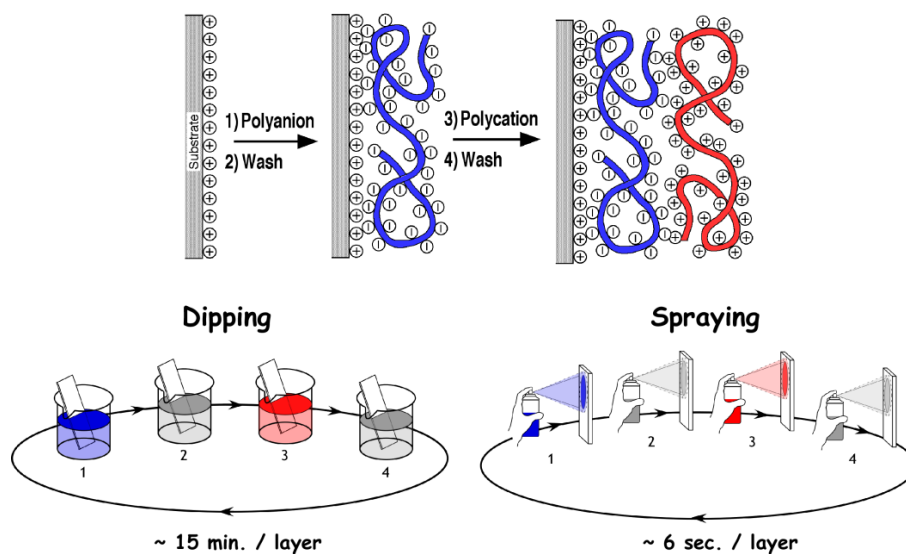 Substrate
1) Polyanion
2) Wash
3) Polycation
4) Wash
Dipping
Spraying
1
2
3
4
1
2
3
4
~ 15 min. / layer
~ 6 sec. / layer